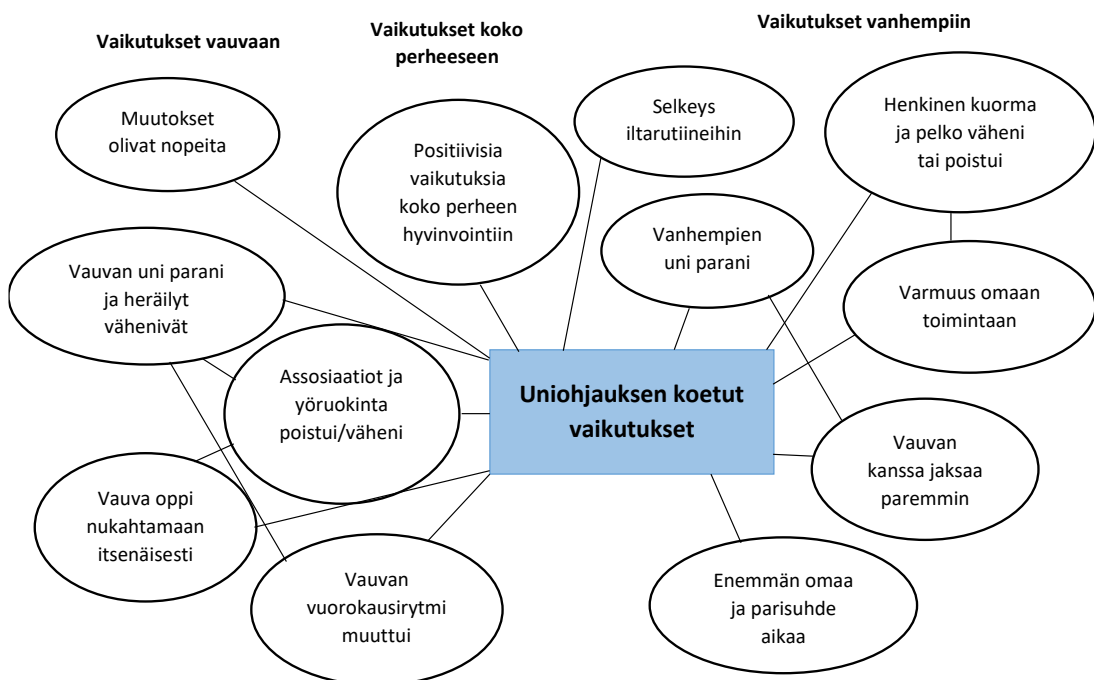 Vaikutukset vauvaan
Vaikutukset koko
perheeseen
Vaikutukset vanhempiin
Muutokset
olivat nopeita
Positiivisia
vaikutuksia
koko perheen
hyvinvointiin
Selkeys
iltarutiineihin
Henkinen kuorma
ja pelko väheni
tai poistui
Vauvan uni parani
ja heräilyt
vähenivät
Vanhempien
uni parani
Varmuus omaan
toimintaan
Assosiaatiot ja
yöruokinta
poistui/väheni
Uniohjauksen koetut
vaikutukset
Vauvan
kanssa jaksaa
paremmin
Vauva oppi
nukahtamaan
itsenäisesti
Vauvan
vuorokausirytmi
muuttui
Enemmän omaa
ja parisuhde
aikaa